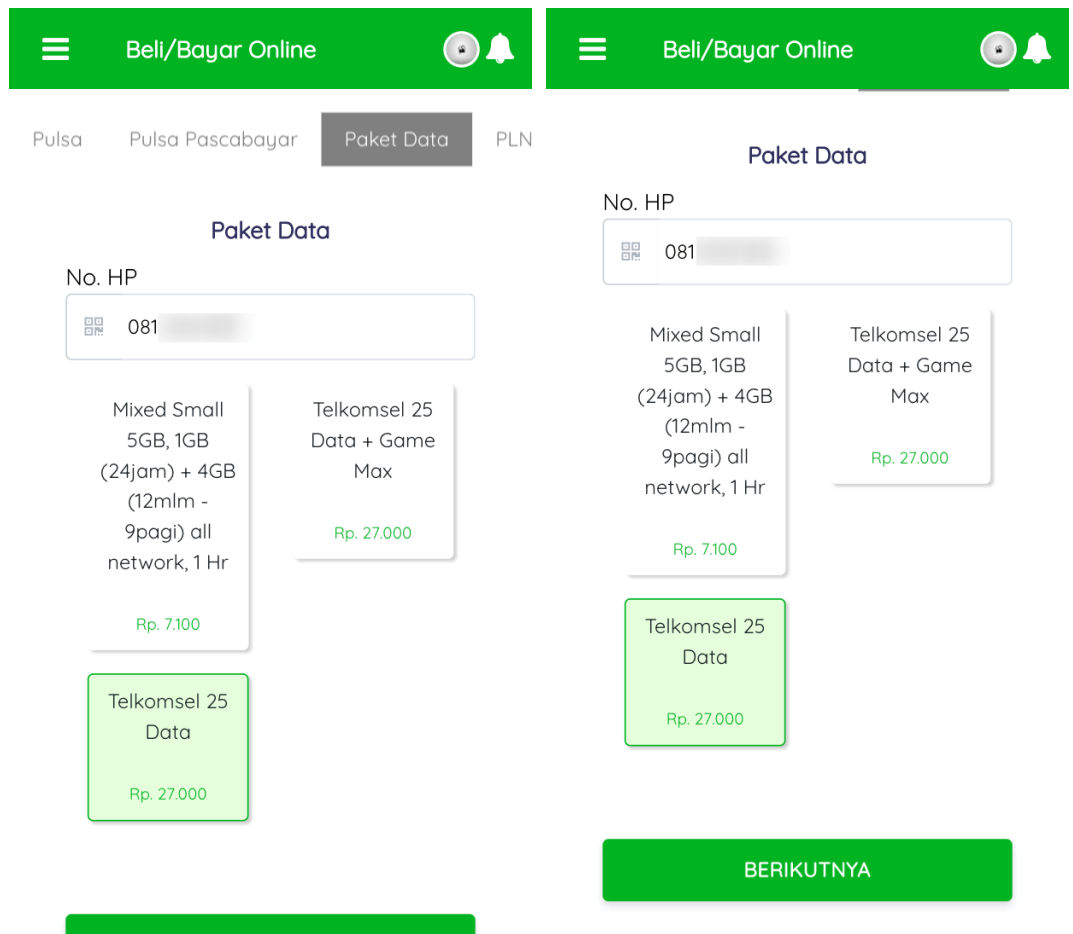 Beli/Bayar Online
Pulsa
Pulsa Pascabayar
Paket Data
PLN
Paket Data
No. HP
081
Mixed Small
5GB, 1GB
(24jam) + 4GB
(12mlm -
9pagi) all
network, 1 Hr
Rp. 7.100
Telkomsel 25
Data + Game
Max
Rp. 27.000
Telkomsel 25
Data
Rp. 27.000
Beli/Bayar Online
Paket Data
No. HP
081
Mixed Small
5GB, 1GB
(24jam) + 4GB
(12mlm -
9pagi) all
network, 1 Hr
Rp. 7.100
Telkomsel 25
Data + Game
Max
Rp. 27.000
Telkomsel 25
Data
Rp. 27.000
BERIKUTNYA